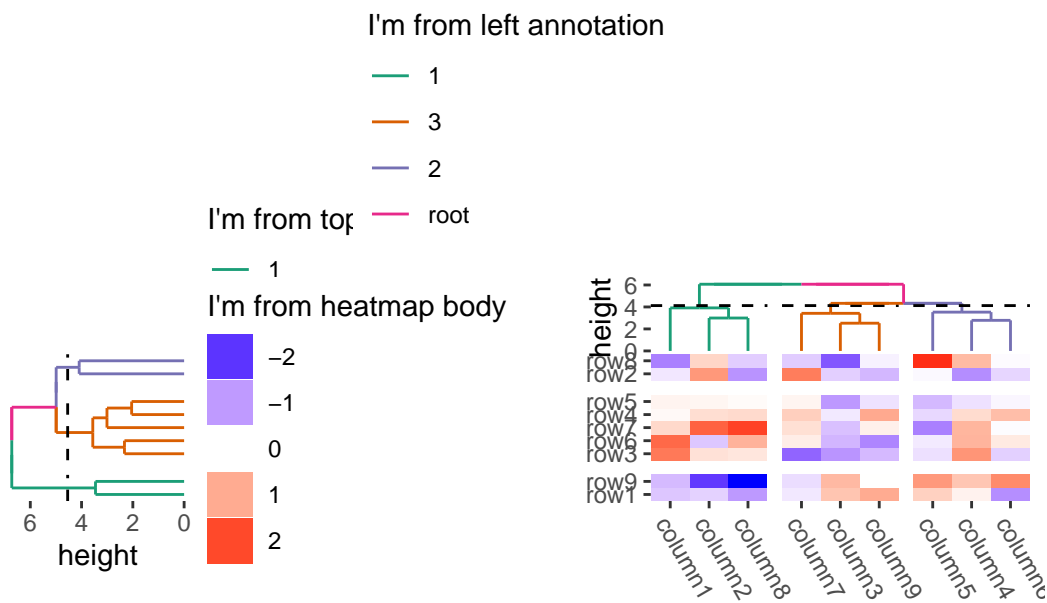 I'm from left annotation
1
3
2
root
I'm from top
1
I'm from heatmap body
−2
−1
0
1
2
6 4 2 0
height
height
6
4
2
0
row8
row2
row5
row4
row7
row6
row3
row9
row1
column1 column2 column8 column7 column3 column9 column5 column4 column6